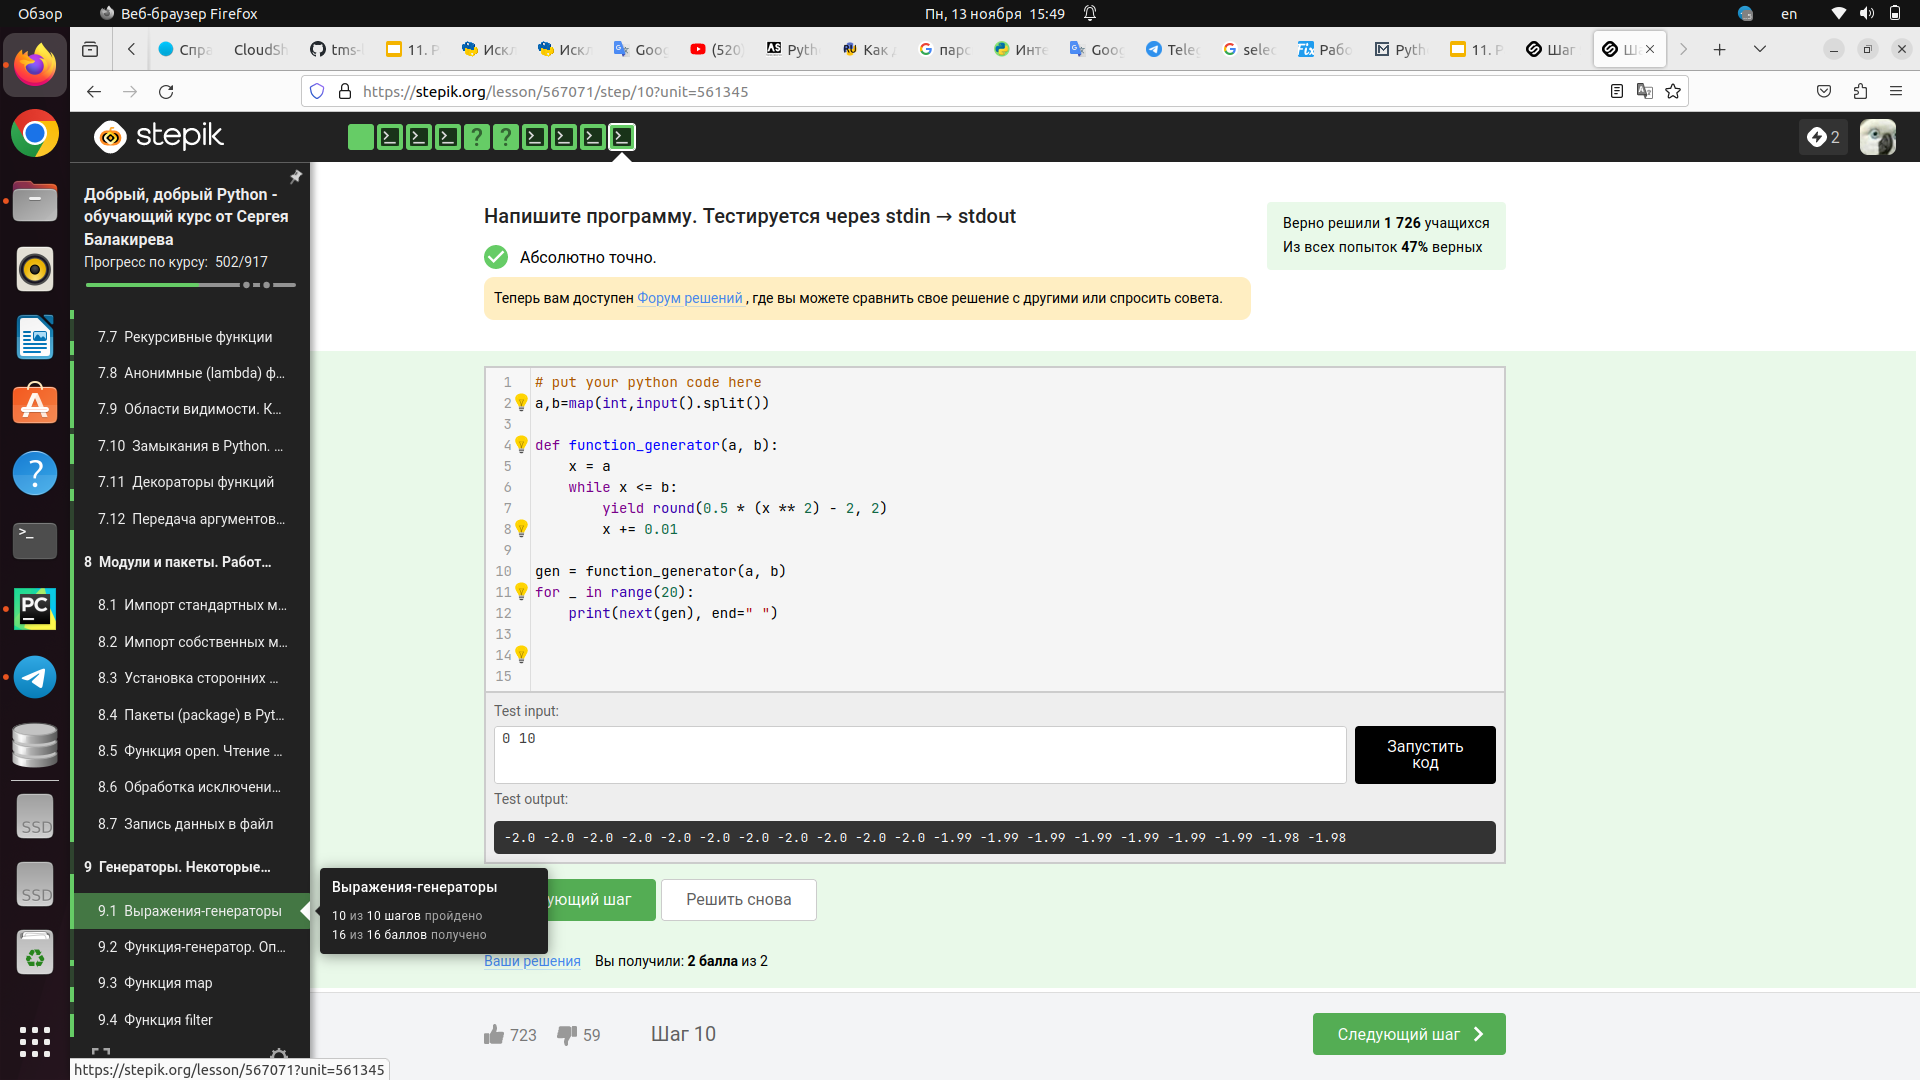 Обзор
Веб-браузер Firefox
Пн, 13 ноября 15:49
en
Спра
CloudSh
tms-
11. P
Искл
Искл
Goo
(520)
Pyth
Как
парс
Инте
Goo
Teleg
selec
Рабо
Pyth
11. P
Шаг
Ш
https://stepik.org/lesson/567071/step/10?unit=561345
stepik
2
Добрый, добрый Python -
обучающий курс от Сергея
Балакирева
Прогресс по курсу: 502/917
7.7 Рекурсивные функции
7.8 Анонимные (lambda) ф...
7.9 Области видимости. К...
7.10 Замыкания в Python. ...
7.11 Декораторы функций
7.12 Передача аргументов...
8 Модули и пакеты. Работ...
8.1 Импорт стандартных м...
8.2 Импорт собственных м...
8.3 Установка сторонних ...
8.4 Пакеты (package) в Pyt...
8.5 Функция open. Чтение ...
8.6 Обработка исключени...
8.7 Запись данных в файл
9 Генераторы. Некоторые...
9.1 Выражения-генераторы
9.2 Функция-генератор. Оп...
9.3 Функция map
9.4 Функция filter
Напишите программу. Тестируется через stdin → stdout
Абсолютно точно.
Теперь вам доступен Форум решений , где вы можете сравнить свое решение с другими или спросить совета.
Верно решили 1 726 учащихся
Из всех попыток 47% верных
1 # put your python code here
2 a,b=map(int,input().split())
3
4 def function_generator(a, b):
5     x = a
6     while x <= b:
7         yield round(0.5 * (x ** 2) - 2, 2)
8         x += 0.01
9
10 gen = function_generator(a, b)
11 for _ in range(20):
12     print(next(gen), end=" ")
13
14
15
Test input:
0 10
Запустить
код
Test output:
-2.0 -2.0 -2.0 -2.0 -2.0 -2.0 -2.0 -2.0 -2.0 -2.0 -2.0 -1.99 -1.99 -1.99 -1.99 -1.99 -1.99 -1.99 -1.98 -1.98
Выражения-генераторы
10 из 10 шагов пройдено
16 из 16 баллов получено
ующий шаг
Решить снова
Ваши решения Вы получили: 2 балла из 2
723
59
Шаг 10
Следующий шаг
https://stepik.org/lesson/567071?unit=561345
SSD
SSD
PC